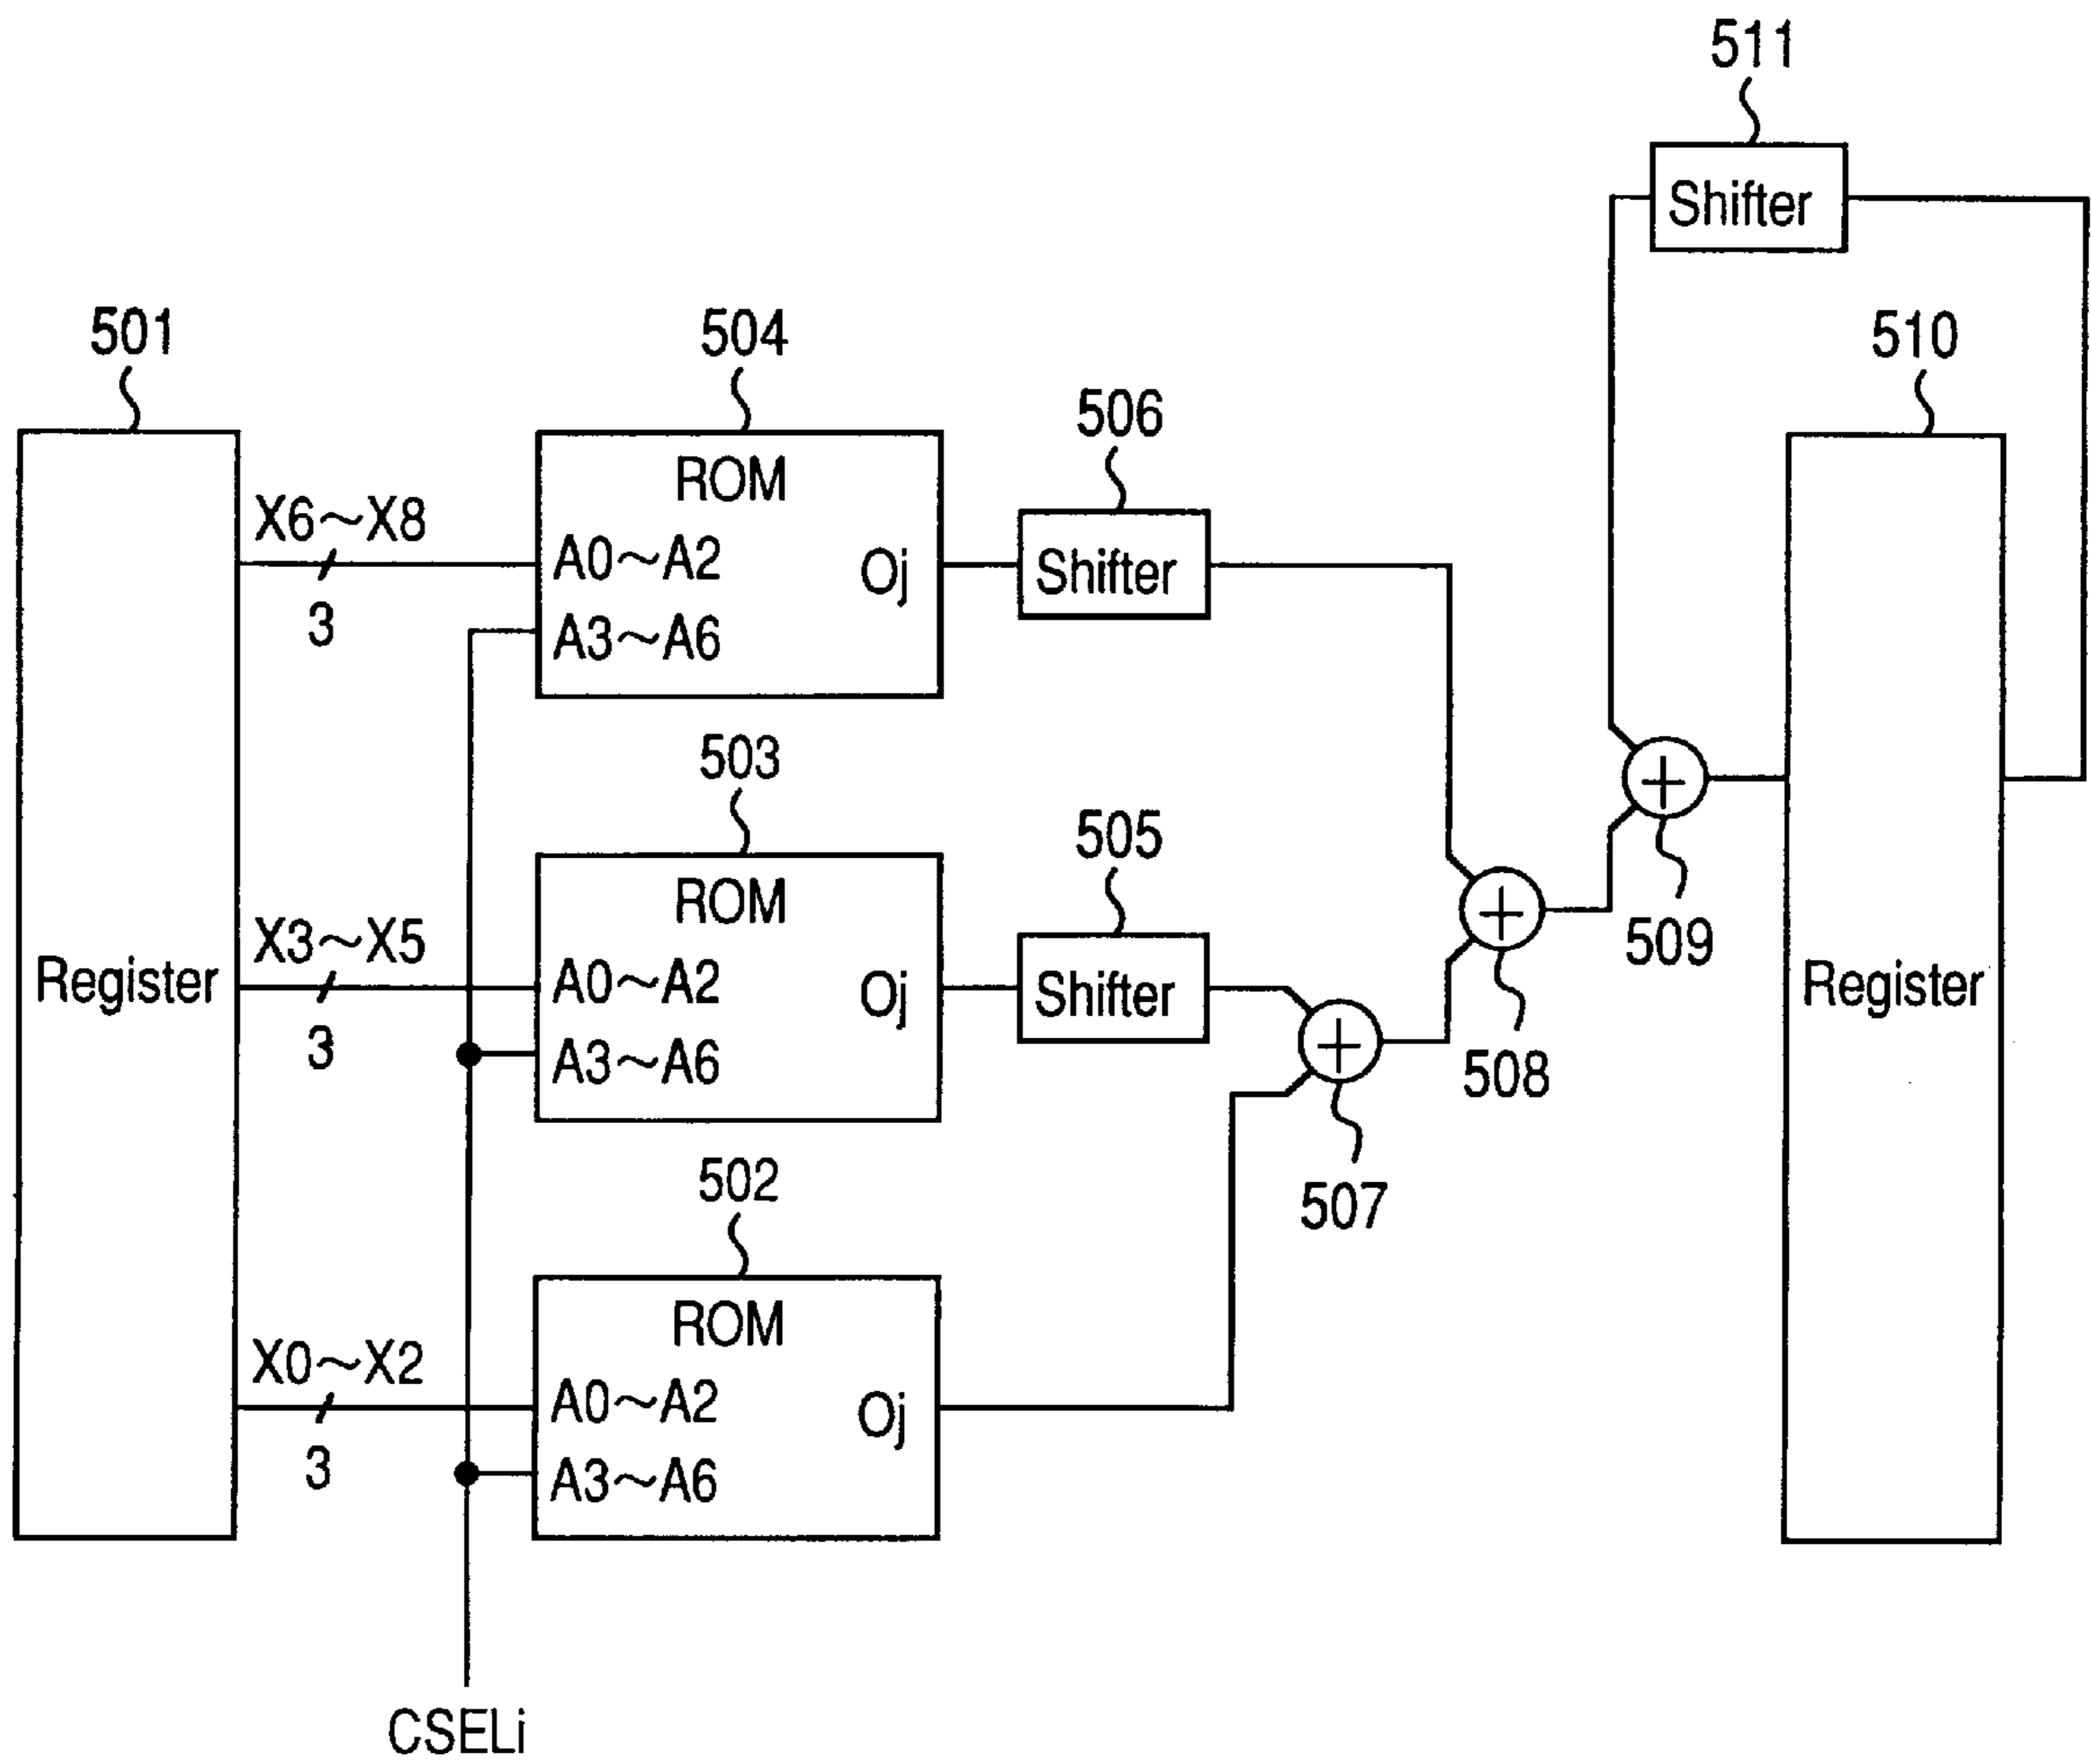 511
Shifter
501
504
510
506
ROM
X6~X8
A0~A2
Oj
Shifter
3
A3~A6
503
505
ROM
509
X3~X5
Register
A0~A2
Oj
Shifter
Register
3
A3~A6
508
502
507
ROM
X0~X2
A0~A2
Oj
3
A3~A6
CSELi